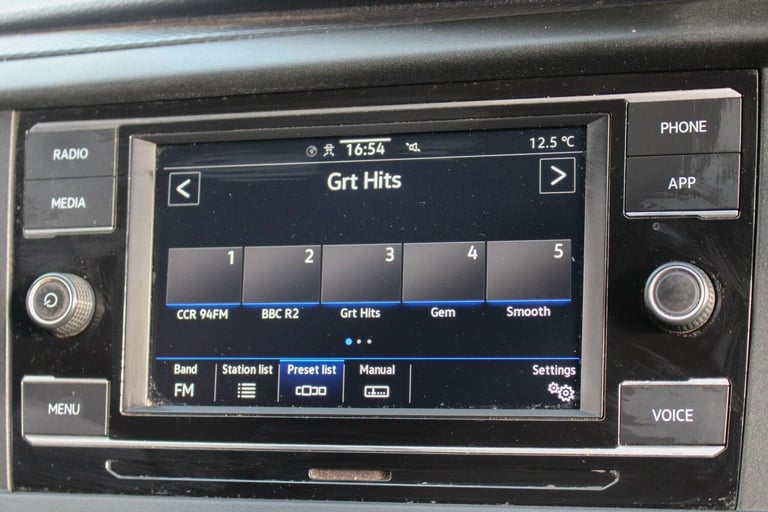 RADIO
MEDIA
MENU
16:54
12.5 °C
<
Grt Hits
>
1 2 3 4 5
CCR 94FM BBC R2 Grt Hits Gem Smooth
Band Station list Preset list Manual Settings
FM
PHONE
APP
VOICE